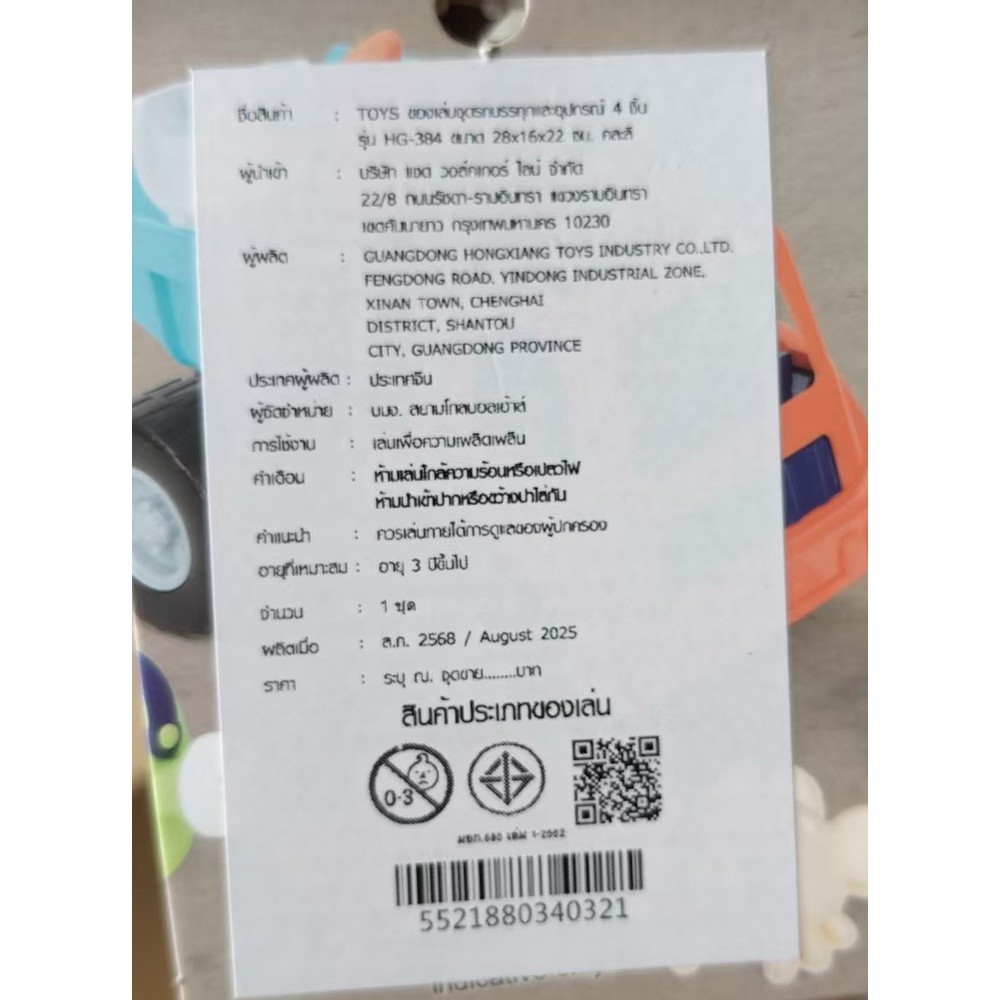 ชื่อสินค้า : TOYS ของเล่นชุดรถบรรทุกและอุปกรณ์ 4 ชิ้น
รุ่น HG-384 ขนาด 28x16x22 ซม. คละสี
ผู้นำเข้า : บริษัท แซด วอล์คเกอร์ ไลน์ จำกัด
22/8 ถนนรัชดา-รามอินทรา แขวงรามอินทรา
เขตคันนายาว กรุงเทพมหานคร 10230
ผู้ผลิต : GUANGDONG HONGXIANG TOYS INDUSTRY CO.,LTD.
FENGDONG ROAD. YINDONG INDUSTRIAL ZONE,
XINAN TOWN, CHENGHAI
DISTRICT, SHANTOU
CITY, GUANGDONG PROVINCE
ประเทศผู้ผลิต : ประเทศจีน
ผู้จัดจำหน่าย : บมจ. สยามโกลบอลเฮ้าส์
การใช้งาน : เล่นเพื่อความเพลิดเพลิน
คำเตือน : ห้ามเล่นใกล้ความร้อนหรือเปลวไฟ
ห้ามนำเข้าปากหรือขว้างปาใส่กัน
คำแนะนำ : ควรเล่นภายใต้การดูแลของผู้ปกครอง
อายุที่เหมาะสม : อายุ 3 ปีขึ้นไป
จำนวน : 1 ชุด
ผลิตเมื่อ : ส.ค. 2568 / August 2025
ราคา : ระบุ ณ. จุดขาย........บาท
สินค้าประเภทของเล่น
0-3
มอก.685 เล่ม 1-2562
5521880340321